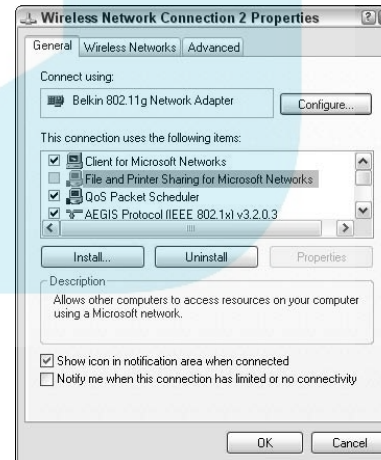 Wireless Network Connection 2 Properties
General Wireless Networks Advanced
Connect using:
Belkin 802.11g Network Adapter Configure...
This connection uses the following items:
Client for Microsoft Networks
File and Printer Sharing for Microsoft Networks
QoS Packet Scheduler
AEGIS Protocol (IEEE 802.1x) v3.2.0.3
Install... Uninstall Properties
Description
Allows other computers to access resources on your computer
using a Microsoft network.
Show icon in notification area when connected
Notify me when this connection has limited or no connectivity
OK Cancel